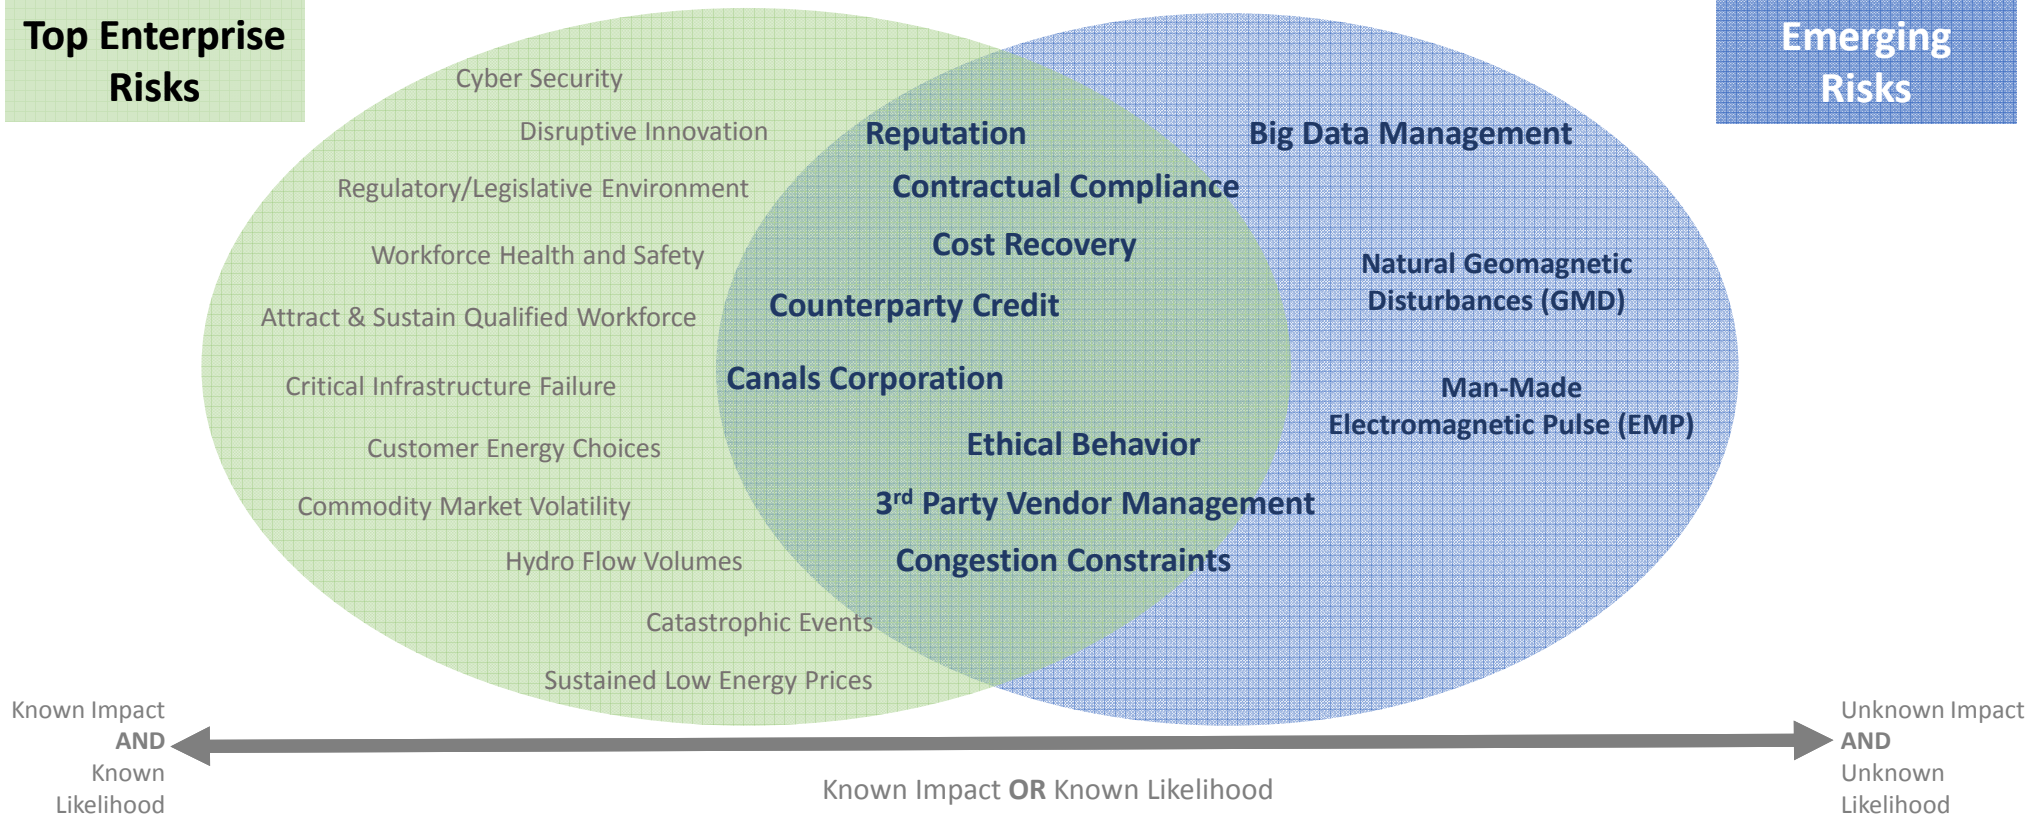 Top Enterprise
Risks
Emerging
Risks
Cyber Security
Disruptive Innovation
Regulatory/Legislative Environment
Workforce Health and Safety
Attract & Sustain Qualified Workforce
Critical Infrastructure Failure
Customer Energy Choices
Commodity Market Volatility
Hydro Flow Volumes
Catastrophic Events
Sustained Low Energy Prices
Reputation
Contractual Compliance
Cost Recovery
Counterparty Credit
Canals Corporation
Ethical Behavior
3rd Party Vendor Management
Congestion Constraints
Big Data Management
Natural Geomagnetic
Disturbances (GMD)
Man-Made
Electromagnetic Pulse (EMP)
Known Impact
AND
Known
Likelihood
Known Impact OR Known Likelihood
Unknown Impact
AND
Unknown
Likelihood